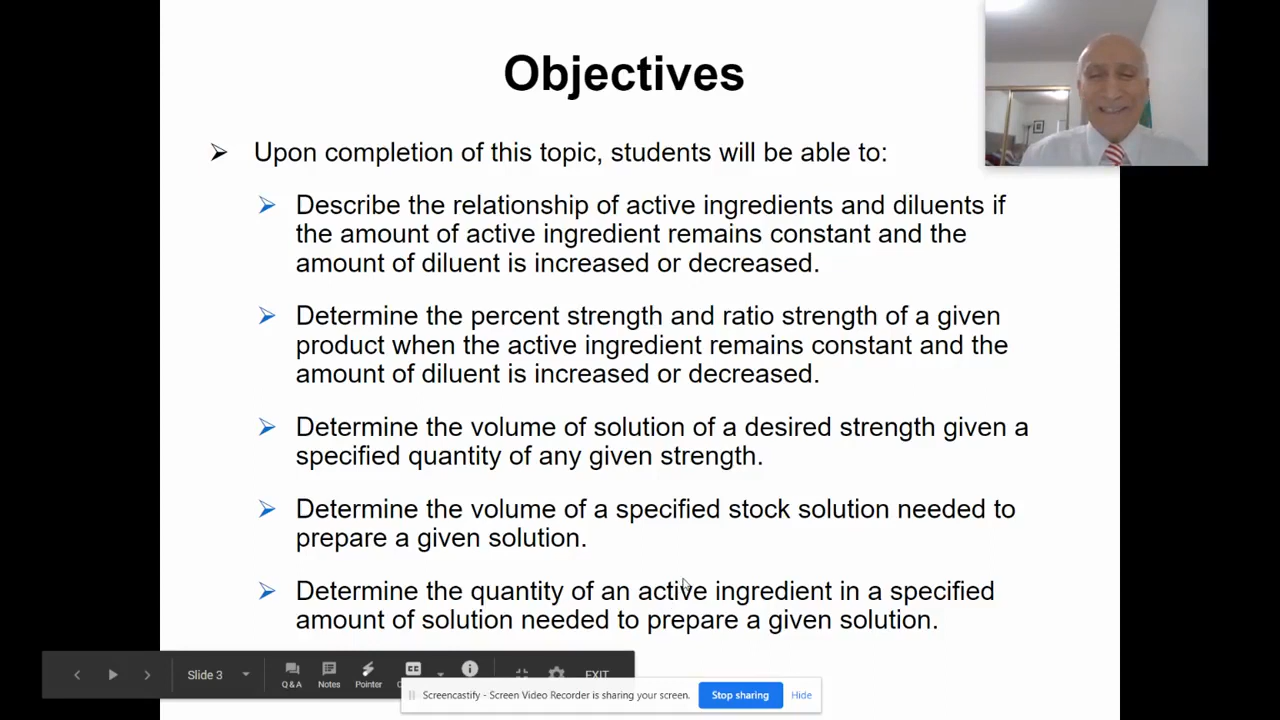 Objectives
Upon completion of this topic, students will be able to:
Describe the relationship of active ingredients and diluents if
the amount of active ingredient remains constant and the
amount of diluent is increased or decreased.
Determine the percent strength and ratio strength of a given
product when the active ingredient remains constant and the
amount of diluent is increased or decreased.
Determine the volume of solution of a desired strength given a
specified quantity of any given strength.
Determine the volume of a specified stock solution needed to
prepare a given solution.
Determine the quantity of an active ingredient in a specified
amount of solution needed to prepare a given solution.
Slide 3
Q & A
Notes
Pointer
CC
EXIT
Screencastify - Screen Video Recorder is sharing your screen.
Stop sharing
Hide